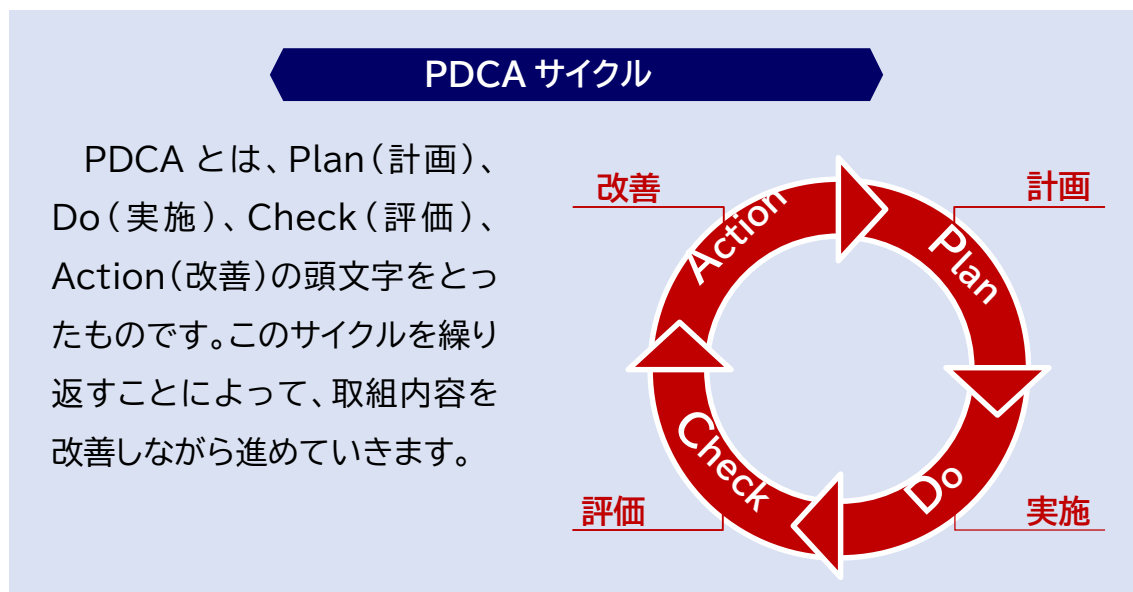 PDCA サイクル
PDCA とは、Plan(計画)、
Do(実施)、Check(評価)、
Action(改善)の頭文字をとっ
たものです。このサイクルを繰り
返すことによって、取組内容を
改善しながら進めていきます。
改善
計画
Action
Plan
Check
Do
評価
実施